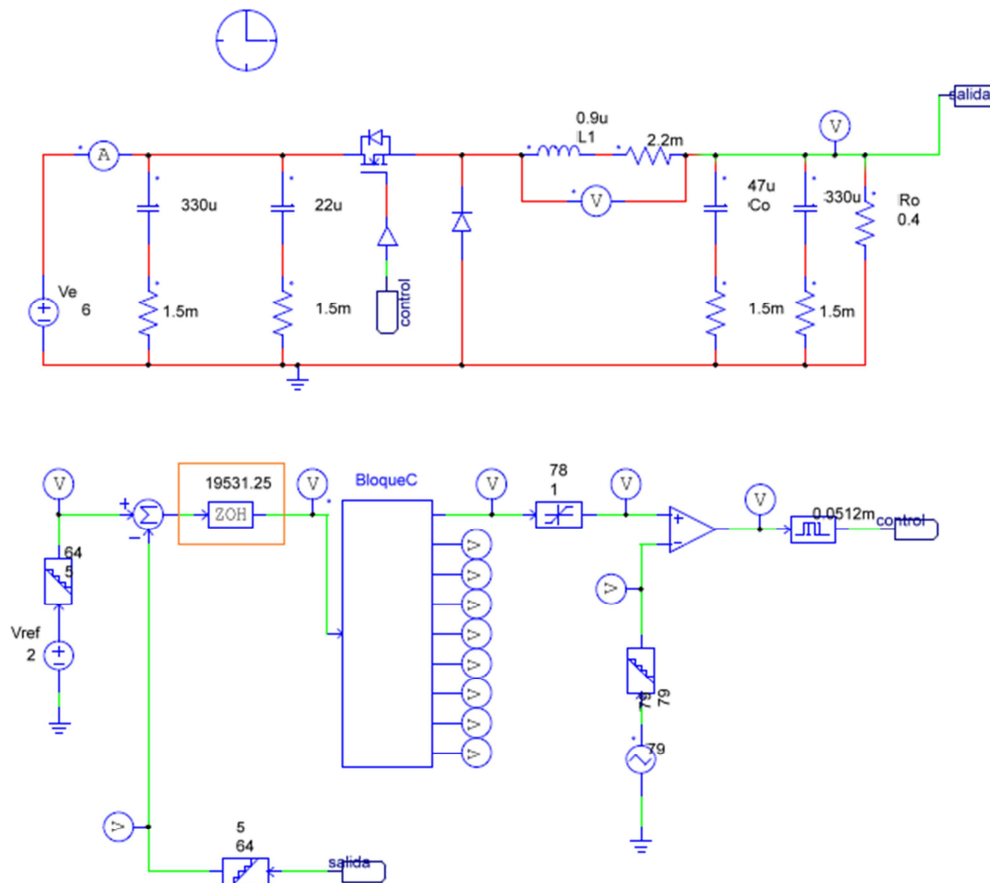 salida
0.9u
L1
2.2m
V
A
330u
22u
47u
Co
330u
Ro
0.4
V
control
Ve
6
1.5m
1.5m
1.5m
1.5m
V
19531.25
V
BloqueC
V
78
1
V
V
0.0512m
control
+
Σ
−
ZOH
+
−
64
5
V
V
V
V
V
V
V
V
V
V
Vref
2
79
79
79
V
5
64
salida